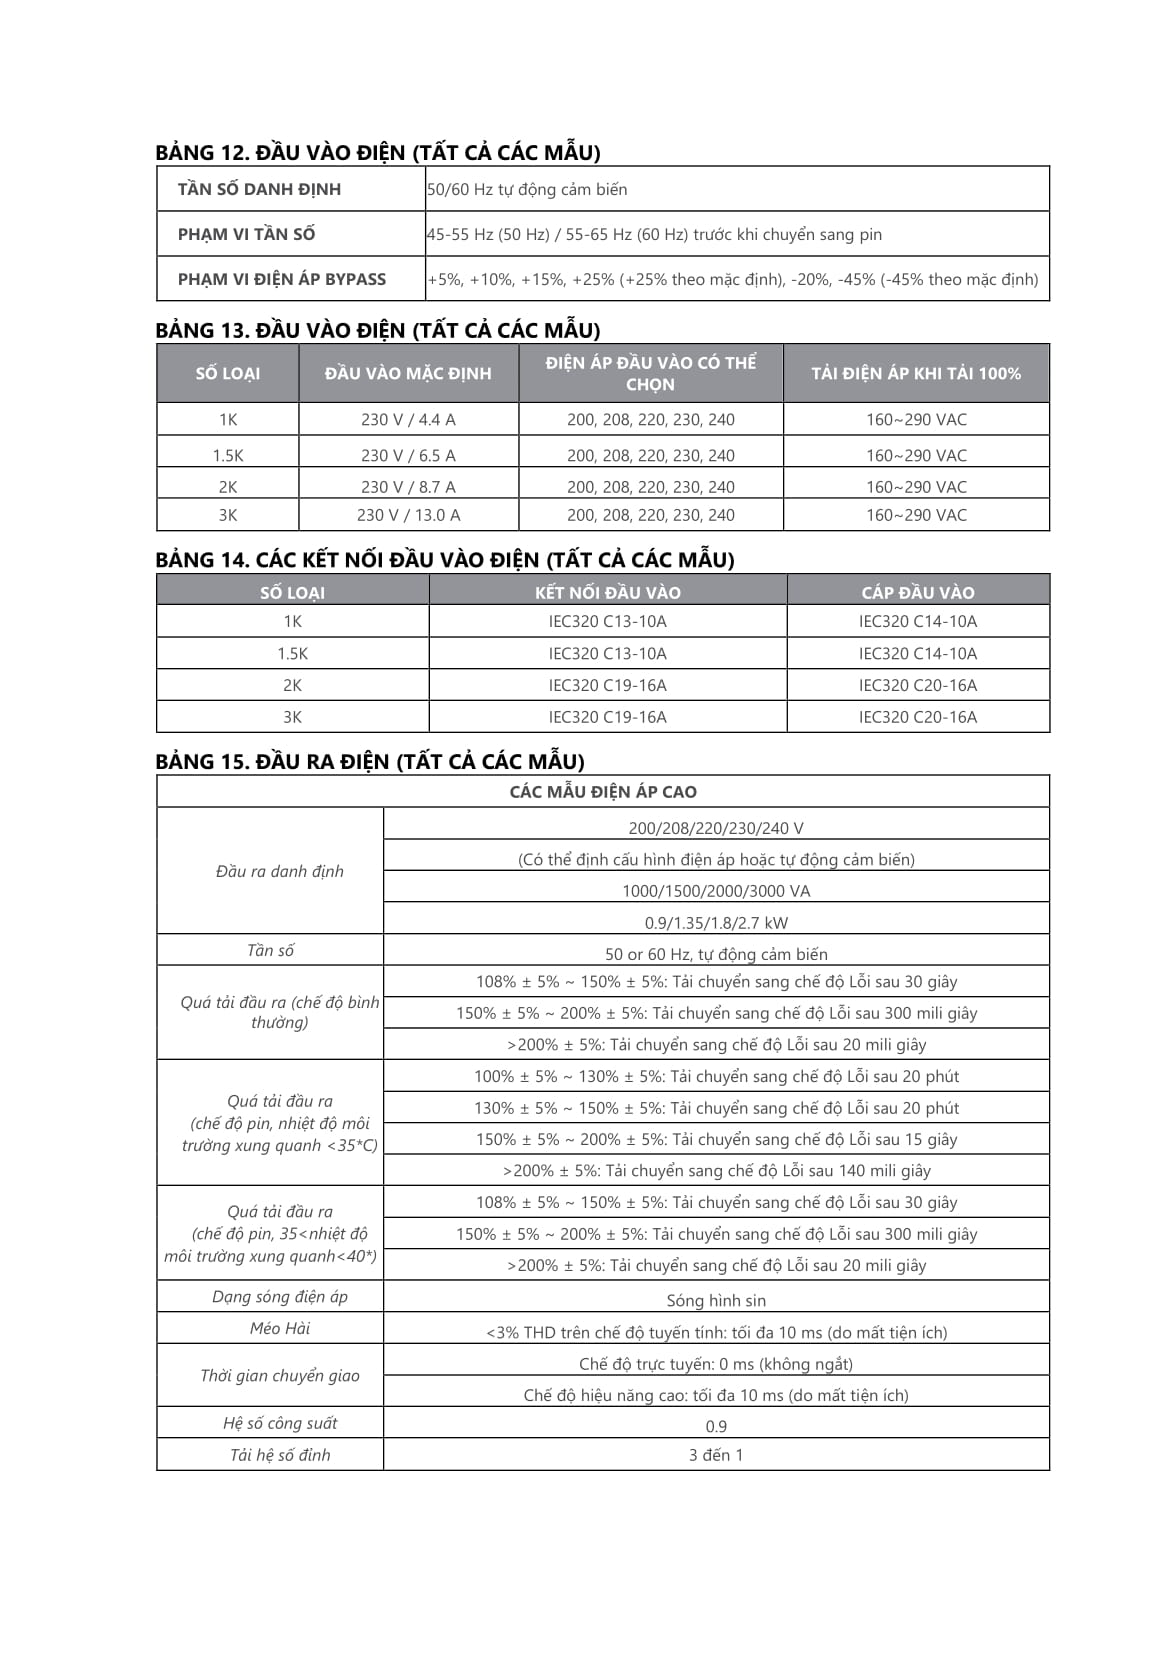 BẢNG 12. ĐẦU VÀO ĐIỆN (TẤT CẢ CÁC MẪU)
TẦN SỐ DANH ĐỊNH 50/60 Hz tự động cảm biến
PHẠM VI TẦN SỐ 45-55 Hz (50 Hz) / 55-65 Hz (60 Hz) trước khi chuyển sang pin
PHẠM VI ĐIỆN ÁP BYPASS +5%, +10%, +15%, +25% (+25% theo mặc định), -20%, -45% (-45% theo mặc định)
BẢNG 13. ĐẦU VÀO ĐIỆN (TẤT CẢ CÁC MẪU)
SỐ LOẠI ĐẦU VÀO MẶC ĐỊNH ĐIỆN ÁP ĐẦU VÀO CÓ THỂ
CHỌN TẢI ĐIỆN ÁP KHI TẢI 100%
1K 230 V / 4.4 A 200, 208, 220, 230, 240 160~290 VAC
1.5K 230 V / 6.5 A 200, 208, 220, 230, 240 160~290 VAC
2K 230 V / 8.7 A 200, 208, 220, 230, 240 160~290 VAC
3K 230 V / 13.0 A 200, 208, 220, 230, 240 160~290 VAC
BẢNG 14. CÁC KẾT NỐI ĐẦU VÀO ĐIỆN (TẤT CẢ CÁC MẪU)
SỐ LOẠI KẾT NỐI ĐẦU VÀO CÁP ĐẦU VÀO
1K IEC320 C13-10A IEC320 C14-10A
1.5K IEC320 C13-10A IEC320 C14-10A
2K IEC320 C19-16A IEC320 C20-16A
3K IEC320 C19-16A IEC320 C20-16A
BẢNG 15. ĐẦU RA ĐIỆN (TẤT CẢ CÁC MẪU)
CÁC MẪU ĐIỆN ÁP CAO
Đầu ra danh định
200/208/220/230/240 V
(Có thể định cấu hình điện áp hoặc tự động cảm biến)
1000/1500/2000/3000 VA
0.9/1.35/1.8/2.7 kW
Tần số 50 or 60 Hz, tự động cảm biến
Quá tải đầu ra (chế độ bình
thường)
108% ± 5% ~ 150% ± 5%: Tải chuyển sang chế độ Lỗi sau 30 giây
150% ± 5% ~ 200% ± 5%: Tải chuyển sang chế độ Lỗi sau 300 mili giây
>200% ± 5%: Tải chuyển sang chế độ Lỗi sau 20 mili giây
Quá tải đầu ra
(chế độ pin, nhiệt độ môi
trường xung quanh <35*C)
100% ± 5% ~ 130% ± 5%: Tải chuyển sang chế độ Lỗi sau 20 phút
130% ± 5% ~ 150% ± 5%: Tải chuyển sang chế độ Lỗi sau 20 phút
150% ± 5% ~ 200% ± 5%: Tải chuyển sang chế độ Lỗi sau 15 giây
>200% ± 5%: Tải chuyển sang chế độ Lỗi sau 140 mili giây
Quá tải đầu ra
(chế độ pin, 35<nhiệt độ
môi trường xung quanh<40*)
108% ± 5% ~ 150% ± 5%: Tải chuyển sang chế độ Lỗi sau 30 giây
150% ± 5% ~ 200% ± 5%: Tải chuyển sang chế độ Lỗi sau 300 mili giây
>200% ± 5%: Tải chuyển sang chế độ Lỗi sau 20 mili giây
Dạng sóng điện áp Sóng hình sin
Méo Hài <3% THD trên chế độ tuyến tính: tối đa 10 ms (do mất tiện ích)
Thời gian chuyển giao
Chế độ trực tuyến: 0 ms (không ngắt)
Chế độ hiệu năng cao: tối đa 10 ms (do mất tiện ích)
Hệ số công suất 0.9
Tải hệ số đỉnh 3 đến 1